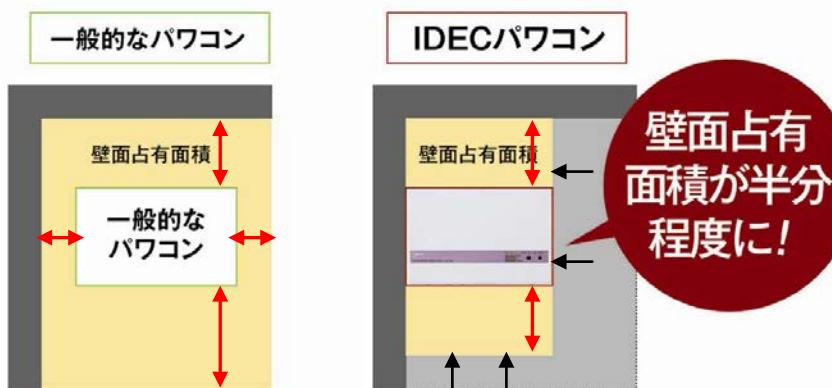 一般的なパワコン
IDECパワコン
壁面占有面積
一般的な
パワコン
壁面占有面積
壁面占有
面積が半分
程度に!